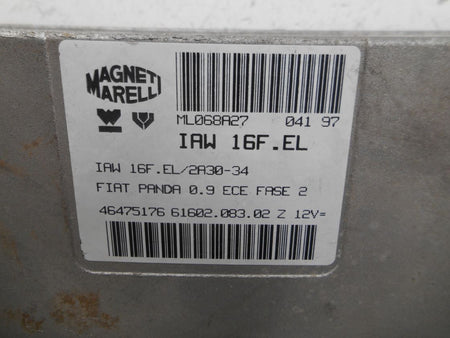 MAGNETI
MARELLI
ML068A27 041 97
IAW 16F.EL
IAW 16F.EL/2A30-34
FIAT PANDA 0.9 ECE FASE 2
46475176 61602.083.02 Z 12V=